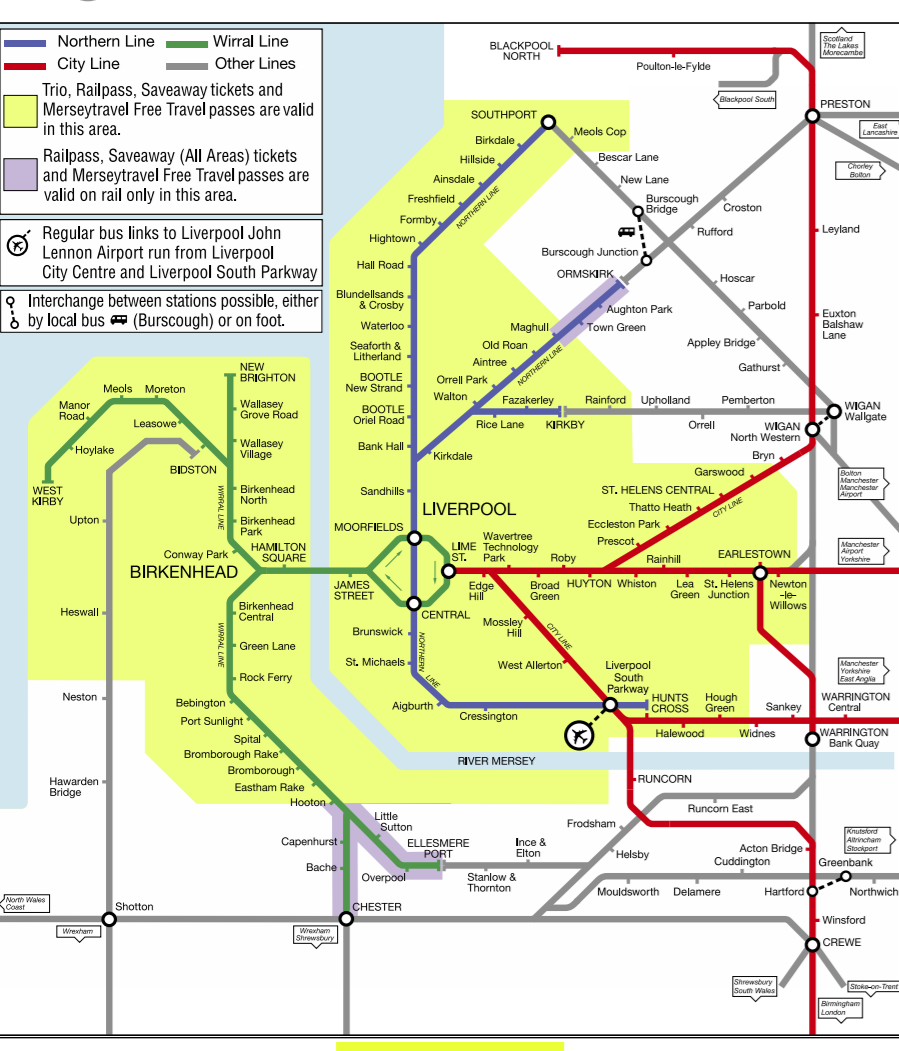 Northern Line
Wirral Line
City Line
Other Lines
Trio, Railpass, Saveaway tickets and
Merseytravel Free Travel passes are valid
in this area.
Railpass, Saveaway (All Areas) tickets
and Merseytravel Free Travel passes are
valid on rail only in this area.
Regular bus links to Liverpool John
Lennon Airport run from Liverpool
City Centre and Liverpool South Parkway
Interchange between stations possible, either
by local bus (Burscough) or on foot.
BLACKPOOL
NORTH
Poulton-le-Fylde
Blackpool South
Scotland
The Lakes
Morecambe
PRESTON
East
Lancashire
Chorley
Bolton
SOUTHPORT
Meols Cop
Birkdale
Bescar Lane
Hillside
New Lane
Ainsdale
Burscough
Bridge
Freshfield
NORTHERN LINE
Croston
Formby
Rufford
Leyland
Hightown
Burscough Junction
Hall Road
ORMSKIRK
Hoscar
Blundellsands
& Crosby
Aughton Park
Parbold
Euxton
Balshaw
Lane
Waterloo
Maghull
Town Green
Appley Bridge
Seaforth &
Litherland
Old Roan
Aintree
NORTHERN LINE
Gathurst
BOOTLE
New Strand
Orrell Park
Walton
Fazakerley
Rainford
Upholland
Pemberton
WIGAN
Wallgate
BOOTLE
Oriel Road
Rice Lane
KIRKBY
Orrell
WIGAN
North Western
Bank Hall
Kirkdale
Bryn
Garswood
Bolton
Manchester
Manchester
Airport
Sandhills
ST. HELENS CENTRAL
CITY LINE
Thatto Heath
Eccleston Park
Prescot
NEW
BRIGHTON
Meols
Moreton
Manor
Road
Leasowe
Wallasey
Grove Road
Hoylake
Wallasey
Village
BIDSTON
WEST
KIRBY
Birkenhead
North
WIRRAL LINE
Upton
Birkenhead
Park
Conway Park
HAMILTON
SQUARE
BIRKENHEAD
LIVERPOOL
MOORFIELDS
LIME
ST.
Wavertree
Technology
Park
Roby
Rainhill
EARLESTOWN
Manchester
Airport
Yorkshire
JAMES
STREET
CENTRAL
Edge
Hill
Broad
Green
HUYTON
Whiston
Lea
Green
St. Helens
Junction
Newton
-le-
Willows
Heswall
Birkenhead
Central
Brunswick
Mossley
Hill
CITY LINE
WIRRAL LINE
Green Lane
NORTHERN
LINE
St. Michaels
West Allerton
Liverpool
South
Parkway
Manchester
Yorkshire
East Anglia
Rock Ferry
Neston
Bebington
Aigburth
Cressington
HUNTS
CROSS
Hough
Green
Sankey
WARRINGTON
Central
Port Sunlight
Halewood
Widnes
Spital
WARRINGTON
Bank Quay
Bromborough Rake
RIVER MERSEY
Bromborough
Hawarden
Bridge
Eastham Rake
RUNCORN
Hooton
Runcorn East
Little
Sutton
Frodsham
Knutsford
Altrincham
Stockport
Capenhurst
ELLESMERE
PORT
Ince &
Elton
Helsby
Acton Bridge
Cuddington
Greenbank
Bache
Overpool
Stanlow &
Thornton
Mouldsworth
Delamere
Hartford
Northwich
North Wales
Coast
Shotton
CHESTER
Winsford
Wrexham
Wrexham
Shrewsbury
CREWE
Shrewsbury
South Wales
Stoke-on-Trent
Birmingham
London